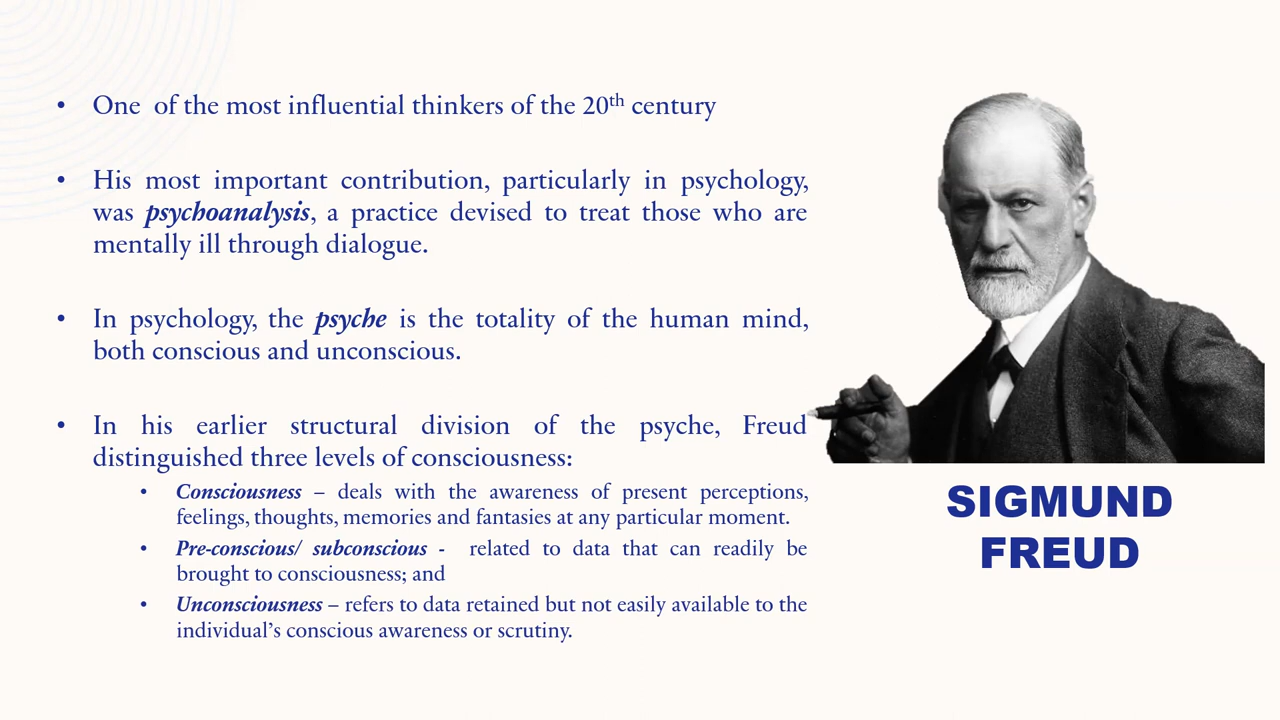 • One of the most influential thinkers of the 20th century
• His most important contribution, particularly in psychology,
was psychoanalysis, a practice devised to treat those who are
mentally ill through dialogue.
• In psychology, the psyche is the totality of the human mind,
both conscious and unconscious.
• In his earlier structural division of the psyche, Freud
distinguished three levels of consciousness:
• Consciousness – deals with the awareness of present perceptions,
feelings, thoughts, memories and fantasies at any particular moment.
• Pre-conscious/ subconscious - related to data that can readily be
brought to consciousness; and
• Unconsciousness – refers to data retained but not easily available to the
individual’s conscious awareness or scrutiny.
SIGMUND
FREUD